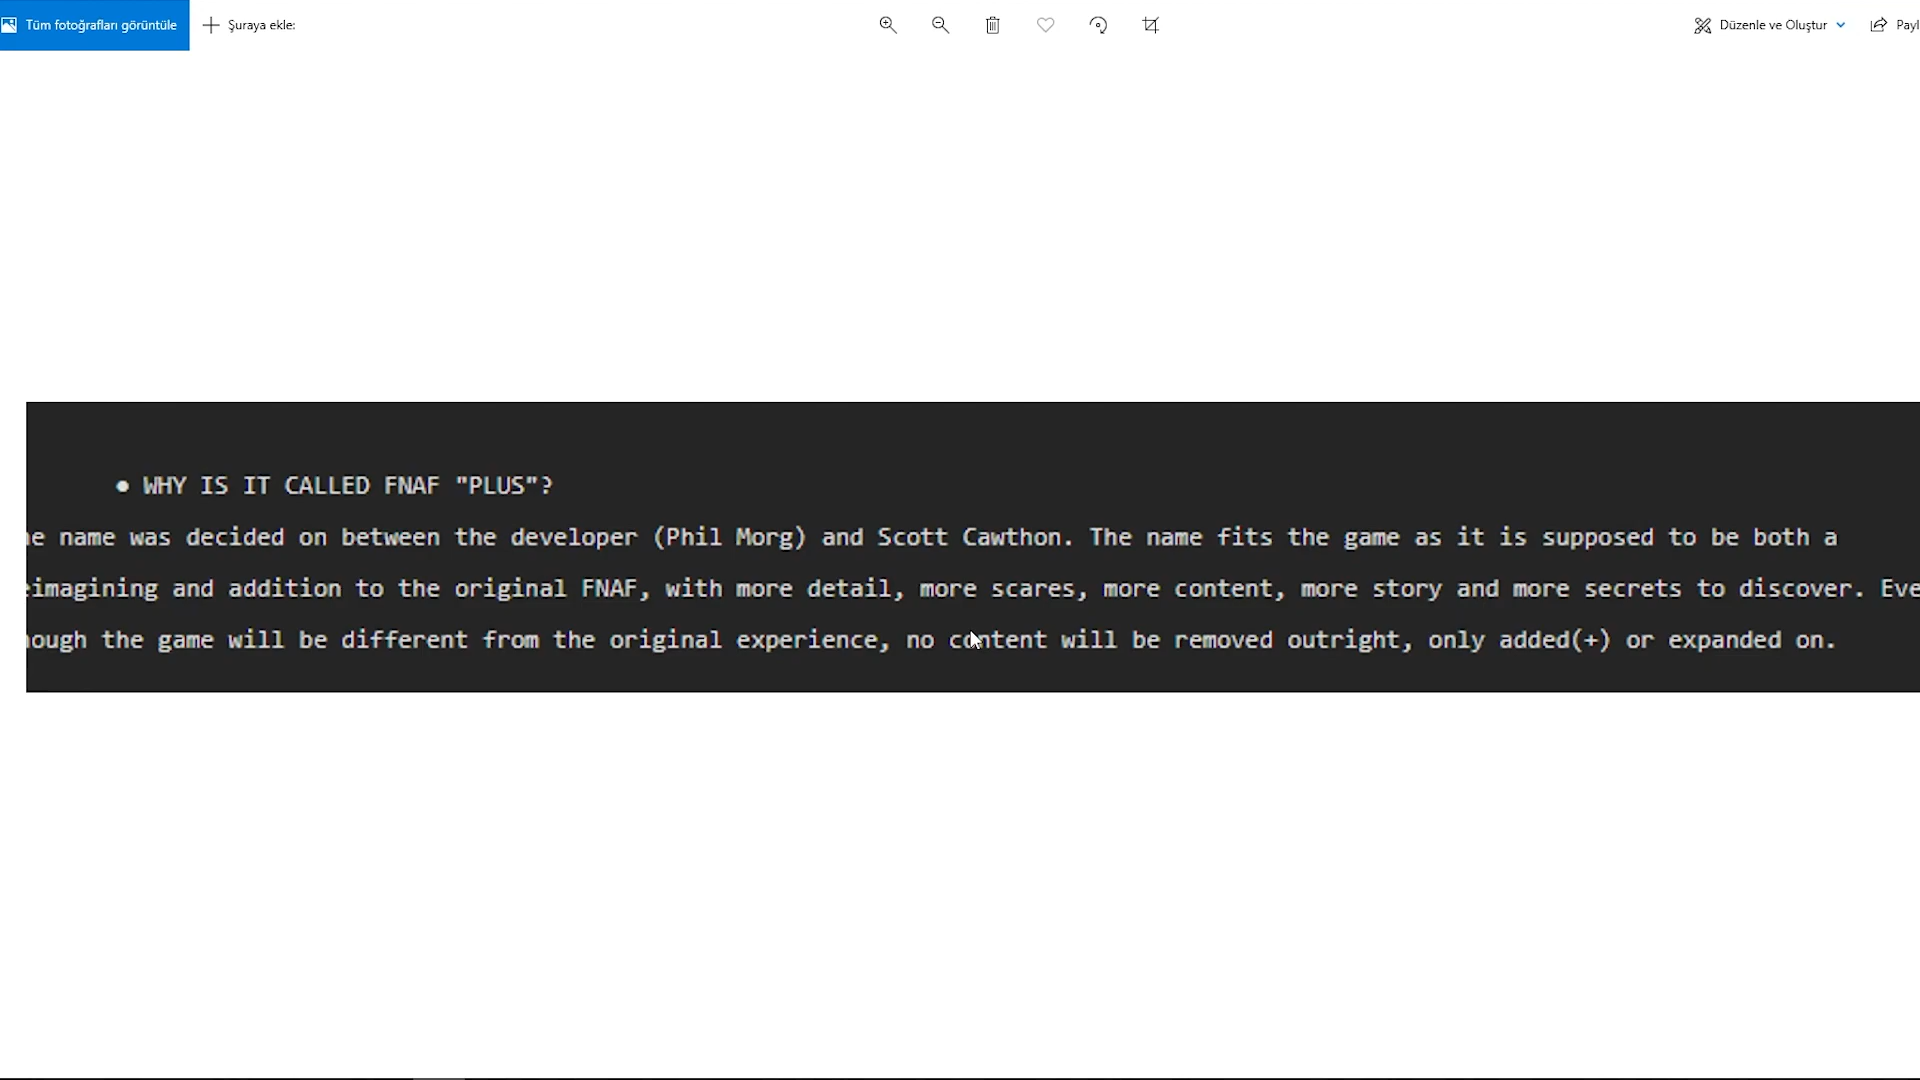 Tüm fotoğrafları görüntüle
Şuraya ekle:
Düzenle ve Oluştur
• WHY IS IT CALLED FNAF "PLUS"?
name was decided on between the developer (Phil Morg) and Scott Cawthon. The name fits the game as it is supposed to be both a
and addition to the original FNAF, with more detail, more scares, more content, more story and more secrets to discover.
the game will be different from the original experience, no content will be removed outright, only added(+) or expanded on.